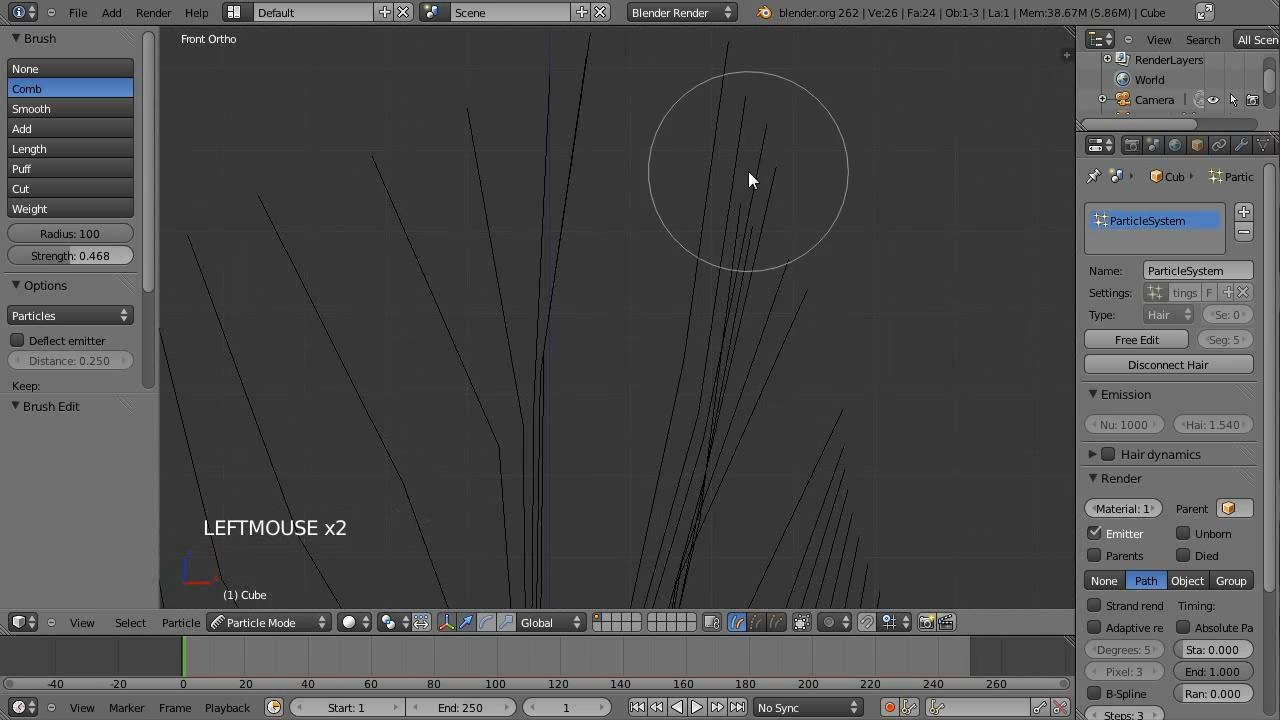 File Add Render Help Default Scene Blender Render blender.org 262 | Ve:26 | Fa:24 | Ob:1-3 | La:1 | Mem:38.67M (5.86M) | Cube
Brush
None
Comb
Smooth
Add
Length
Puff
Cut
Weight
Radius: 100
Strength: 0.468
Options
Particles
Deflect emitter
Distance: 0.250
Keep:
Brush Edit
Front Ortho
LEFTMOUSE x2
(1) Cube
View Select Particle Particle Mode Global
View Search All Scen
RenderLayers
World
Camera
Cub Partic
ParticleSystem
Name: ParticleSystem
Settings: tings F
Type: Hair Se: 0
Free Edit Seg: 5
Disconnect Hair
Emission
Nu: 1000 Hai: 1.540
Hair dynamics
Render
Material: 1 Parent
Emitter Unborn
Parents Died
None Path Object Group
Strand rend Timing:
Adaptive re Absolute Pa
Degrees: 5 Sta: 0.000
Pixel: 3 End: 1.000
B-Spline Ran: 0.000
Steps: 3
-40 -20 0 20 40 60 80 100 120 140 160 180 200 220 240 260
View Marker Frame Playback Start: 1 End: 250 1 No Sync